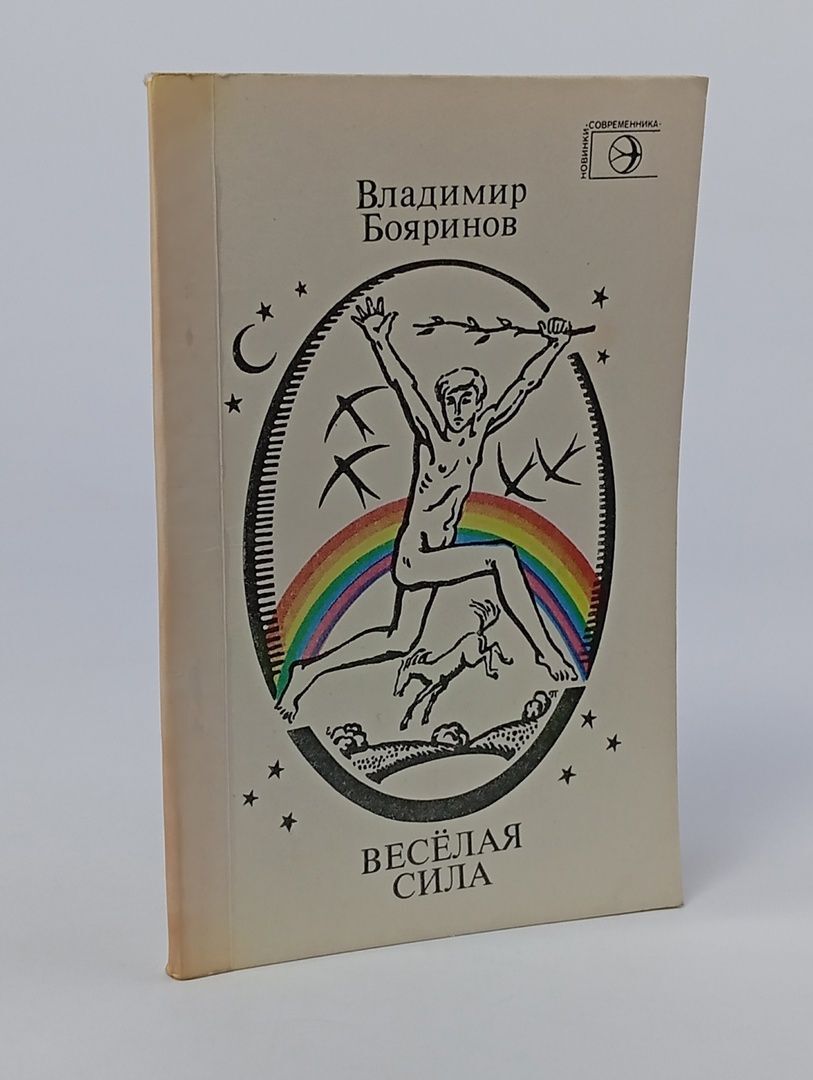 ·СОВРЕМЕННИКА·
НОВИНКИ
Владимир
Бояринов
ВЕСЁЛАЯ
СИЛА